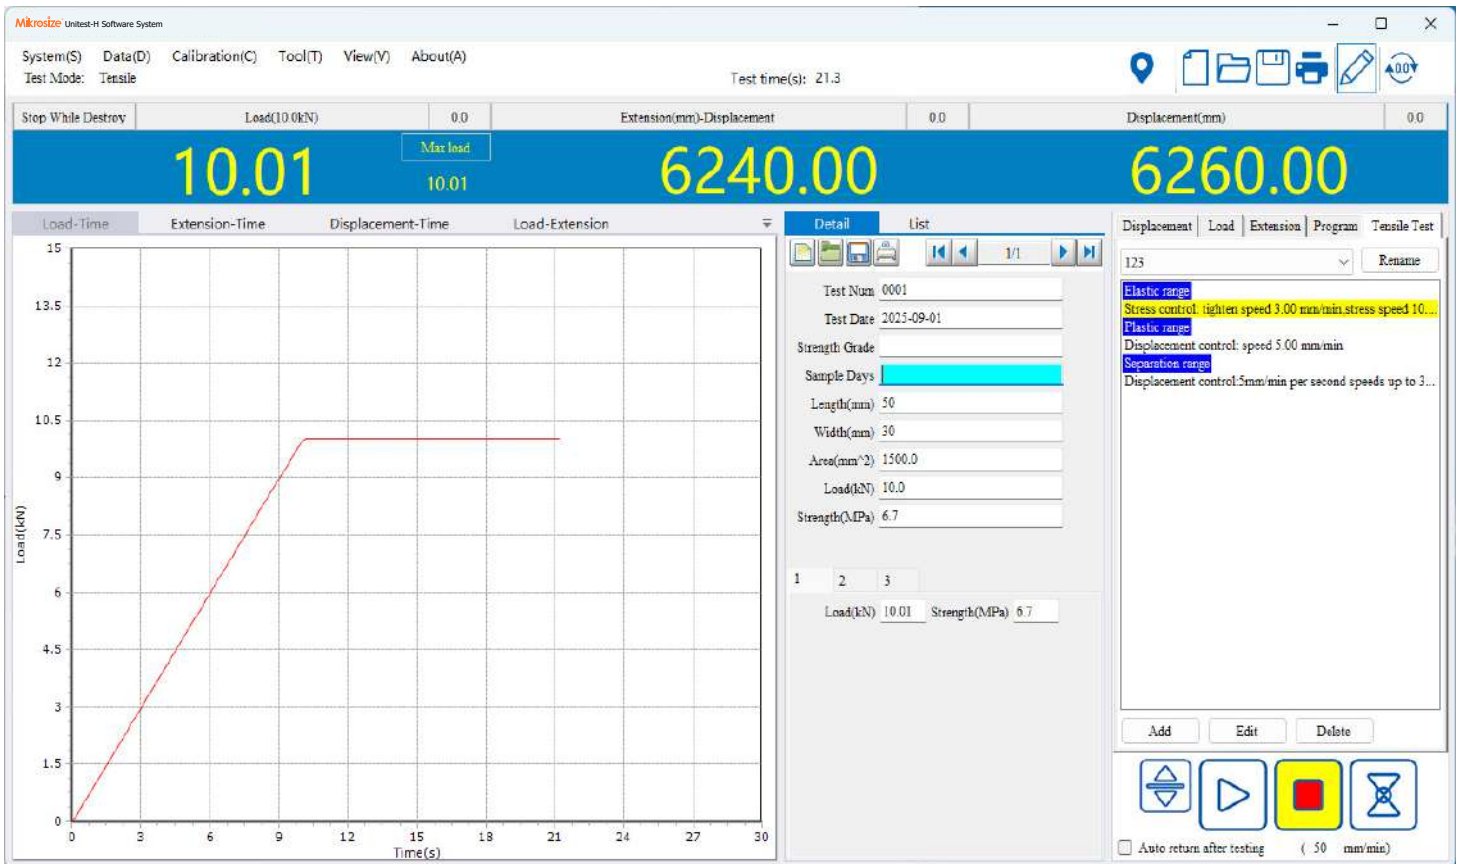 Mikrosize Unitest-H Software System
System(S) Data(D) Calibration(C) Tool(T) View(V) About(A)
Test Mode: Tensile
Test time(s): 21.3
Stop While Destroy Load(10.0kN) 0.0 Extension(mm)-Displacement 0.0 Displacement(mm) 0.0
10.01 Max load 10.01 6240.00 6260.00
Load-Time Extension-Time Displacement-Time Load-Extension
15
13.5
12
10.5
9
7.5
6
4.5
3
1.5
0
Load(kN)
0 3 6 9 12 15 18 21 24 27 30
Time(s)
Detail List
1/1
Test Num 0001
Test Date 2025-09-01
Strength Grade
Sample Days
Length(mm) 50
Width(mm) 30
Area(mm^2) 1500.0
Load(kN) 10.0
Strength(MPa) 6.7
1 2 3
Load(kN) 10.01 Strength(MPa) 6.7
Displacement Load Extension Program Tensile Test
123 Rename
Elastic range
Stress control: tighten speed 3.00 mm/min,stress speed 10....
Plastic range
Displacement control: speed 5.00 mm/min
Separation range
Displacement control:5mm/min per second speeds up to 3...
Add Edit Delete
Auto return after testing ( 50 mm/min)